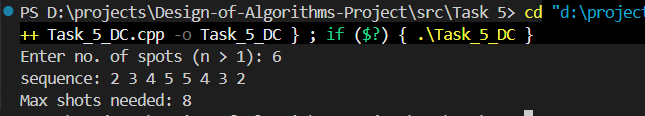 PS D:\projects\Design-of-Algorithms-Project\src\Task 5> cd "d:\project
++ Task_5_DC.cpp -o Task_5_DC } ; if ($?) { .\Task_5_DC }
Enter no. of spots (n > 1): 6
sequence: 2 3 4 5 5 4 3 2
Max shots needed: 8